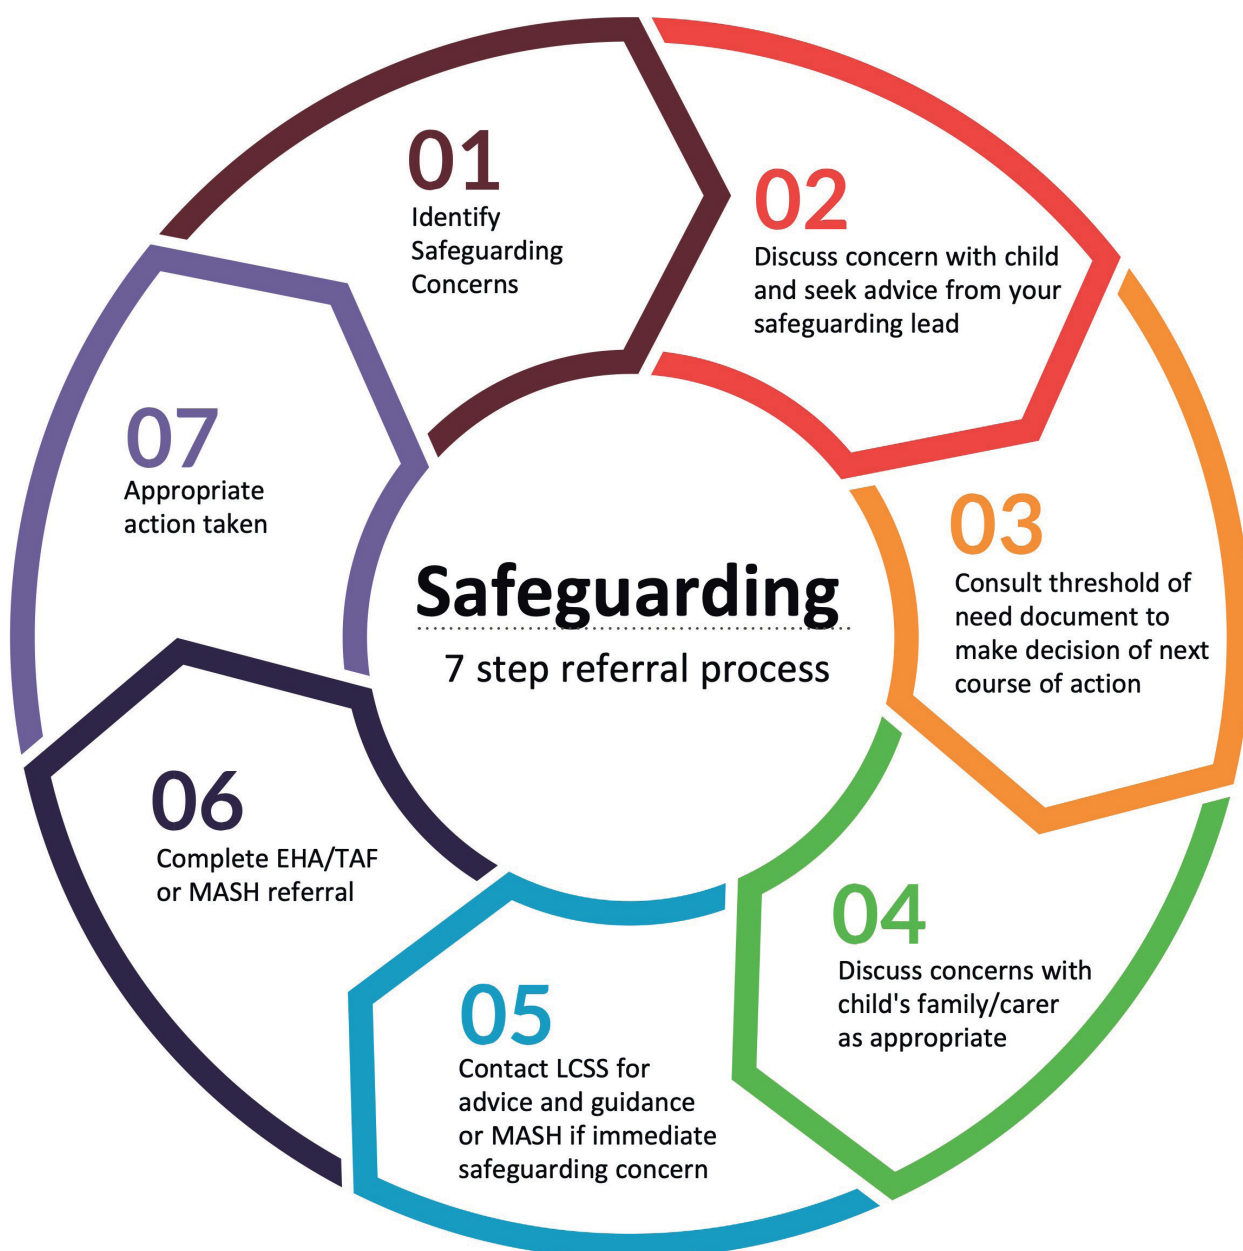 01
Identify
Safeguarding
Concerns
02
Discuss concern with child
and seek advice from your
safeguarding lead
03
Consult threshold of
need document to
make decision of next
course of action
04
Discuss concerns with
child's family/carer
as appropriate
05
Contact LCSS for
advice and guidance
or MASH if immediate
safeguarding concern
06
Complete EHA/TAF
or MASH referral
07
Appropriate
action taken
Safeguarding
7 step referral process